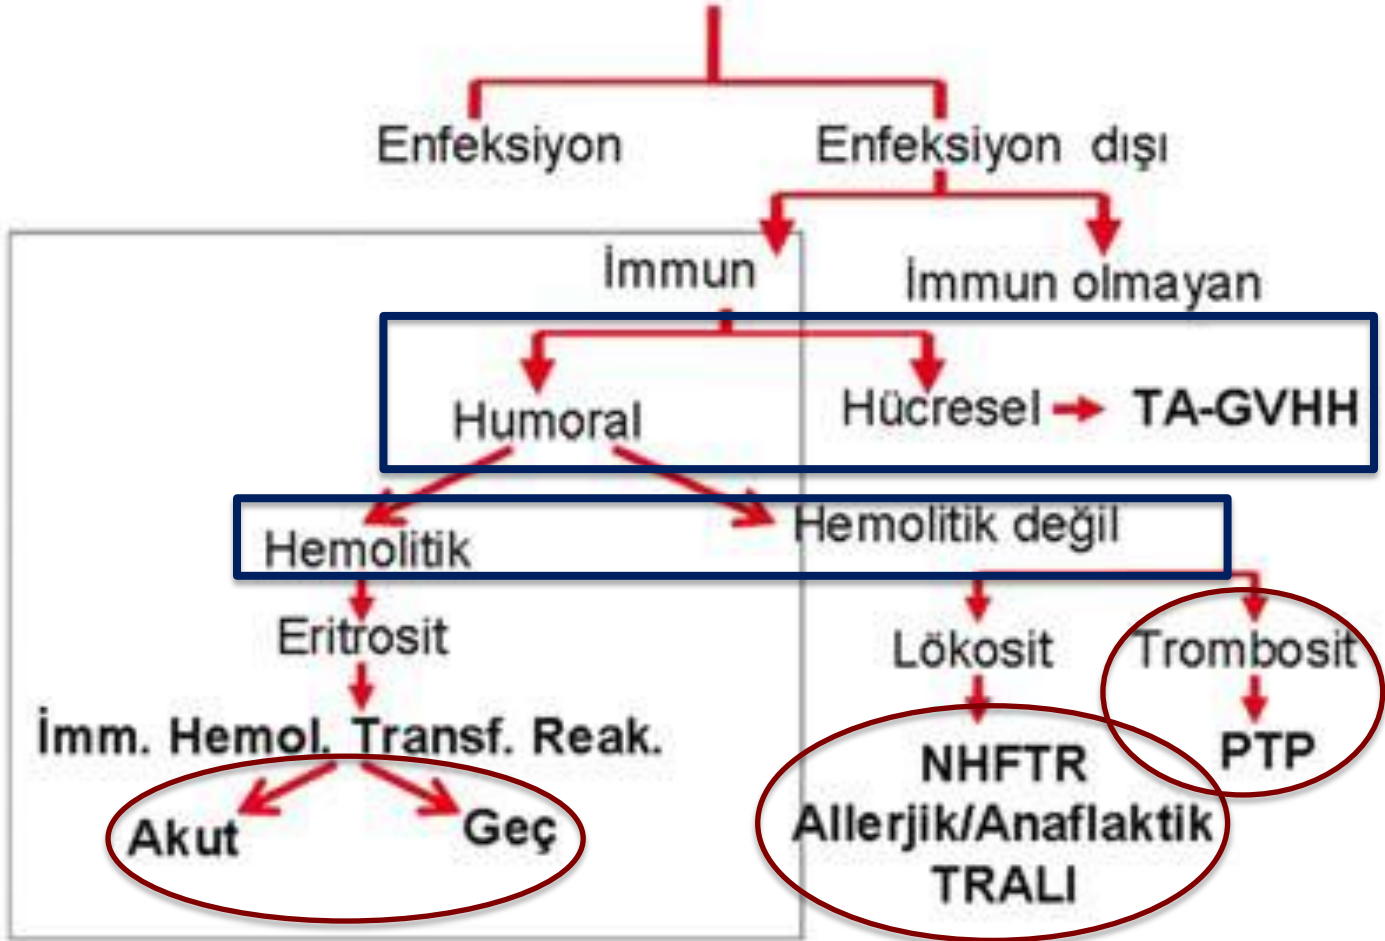 Enfeksiyon
Enfeksiyon dışı
İmmun
İmmun olmayan
Humoral
Hücresel
TA-GVHH
Hemolitik
Hemolitik değil
Eritrosit
Lökosit
Trombosit
İmm. Hemol. Transf. Reak.
NHFTR
PTP
Akut
Geç
Allerjik/Anaflaktik
TRALI